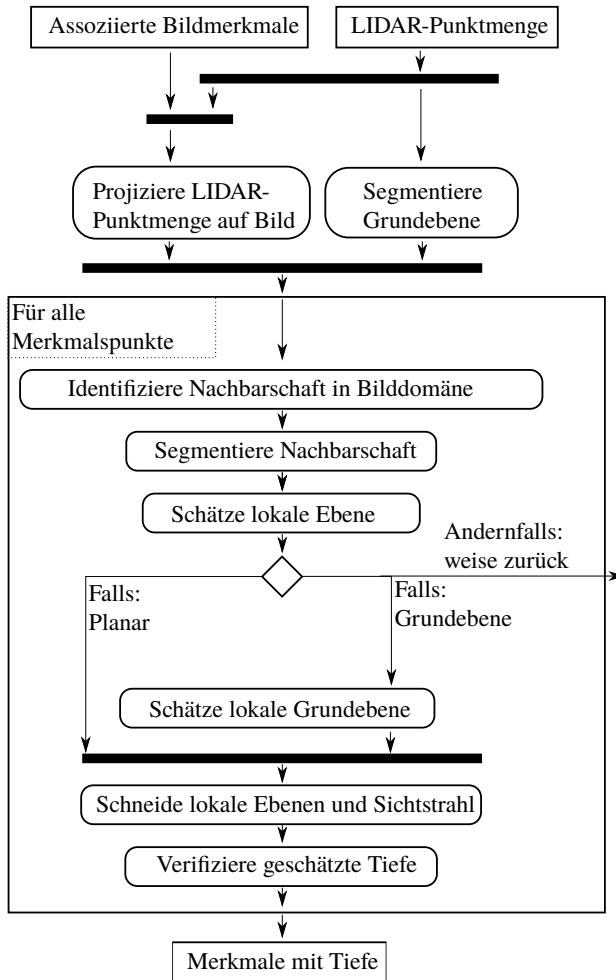 Assoziierte Bildmerkmale
LIDAR-Punktmenge
Projiziere LIDAR-
Punktmenge auf Bild
Segmentiere
Grundebene
Für alle
Merkmalspunkte
Identifiziere Nachbarschaft in Bilddomäne
Segmentiere Nachbarschaft
Schätze lokale Ebene
Andernfalls:
weise zurück
Falls:
Planar
Falls:
Grundebene
Schätze lokale Grundebene
Schneide lokale Ebenen und Sichtstrahl
Verifiziere geschätzte Tiefe
Merkmale mit Tiefe